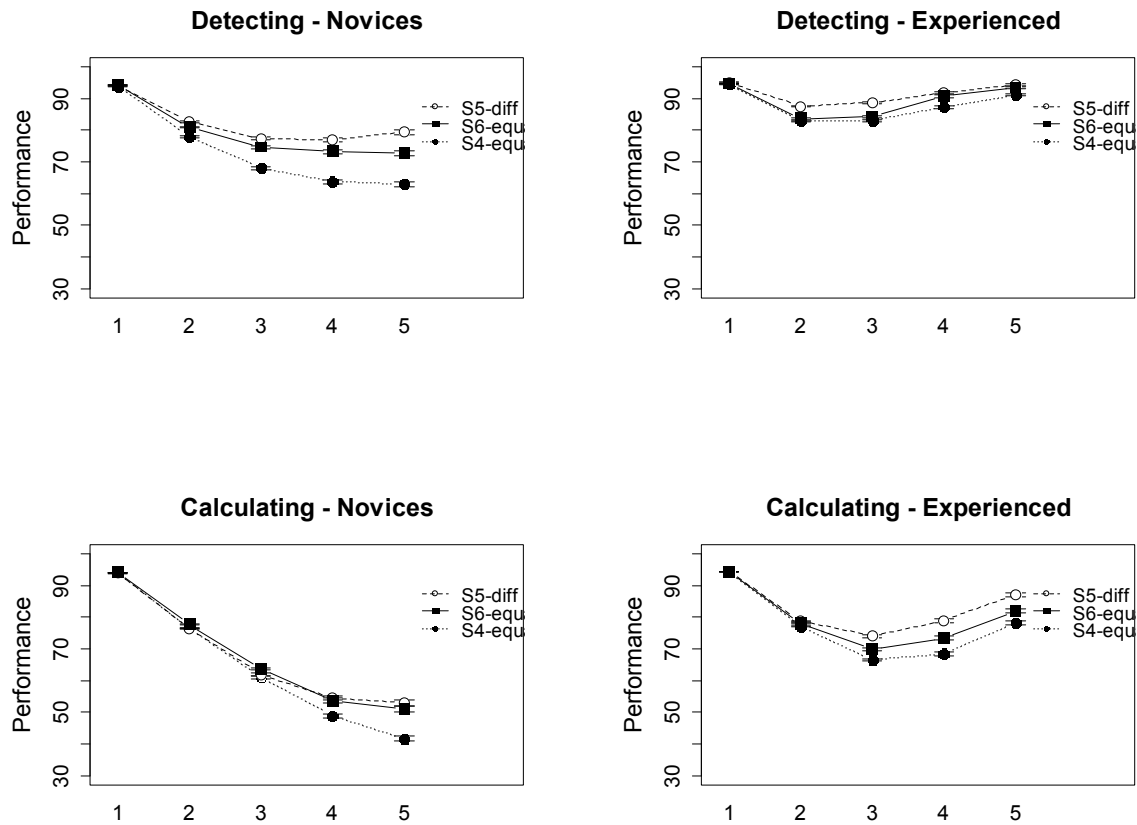 Detecting - Novices
Performance
90
70
50
30
1 2 3 4 5
S5-diff
S6-equ
S4-equ
Detecting - Experienced
Performance
90
70
50
30
1 2 3 4 5
S5-diff
S6-equ
S4-equ
Calculating - Novices
Performance
90
70
50
30
1 2 3 4 5
S5-diff
S6-equ
S4-equ
Calculating - Experienced
Performance
90
70
50
30
1 2 3 4 5
S5-diff
S6-equ
S4-equ